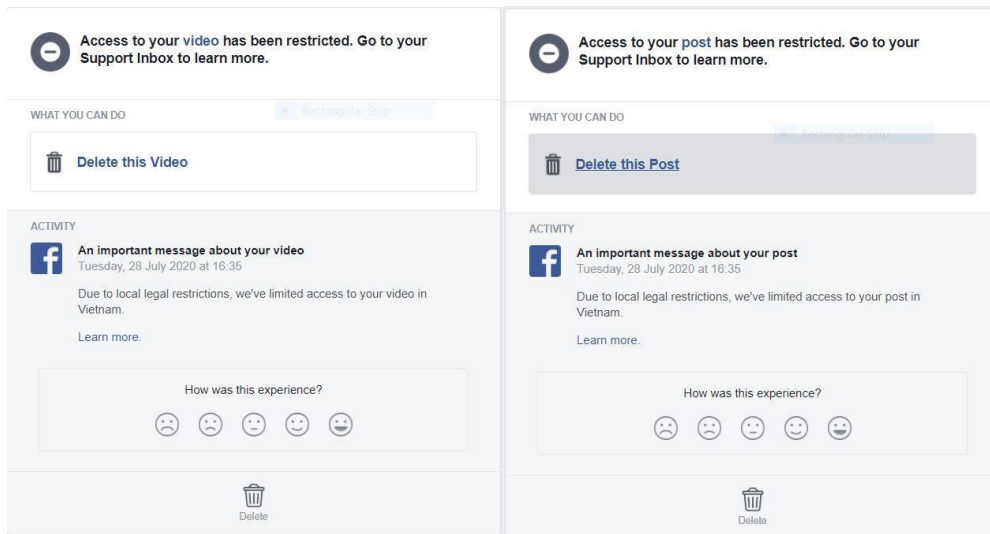 Access to your video has been restricted. Go to your
Support Inbox to learn more.
WHAT YOU CAN DO
Rectangular Snip
Delete this Video
ACTIVITY
An important message about your video
Tuesday, 28 July 2020 at 16:35
Due to local legal restrictions, we've limited access to your video in
Vietnam.
Learn more.
How was this experience?
Delete
Access to your post has been restricted. Go to your
Support Inbox to learn more.
WHAT YOU CAN DO
Rectangular Snip
Delete this Post
ACTIVITY
An important message about your post
Tuesday, 28 July 2020 at 16:35
Due to local legal restrictions, we've limited access to your post in
Vietnam.
Learn more.
How was this experience?
Delete